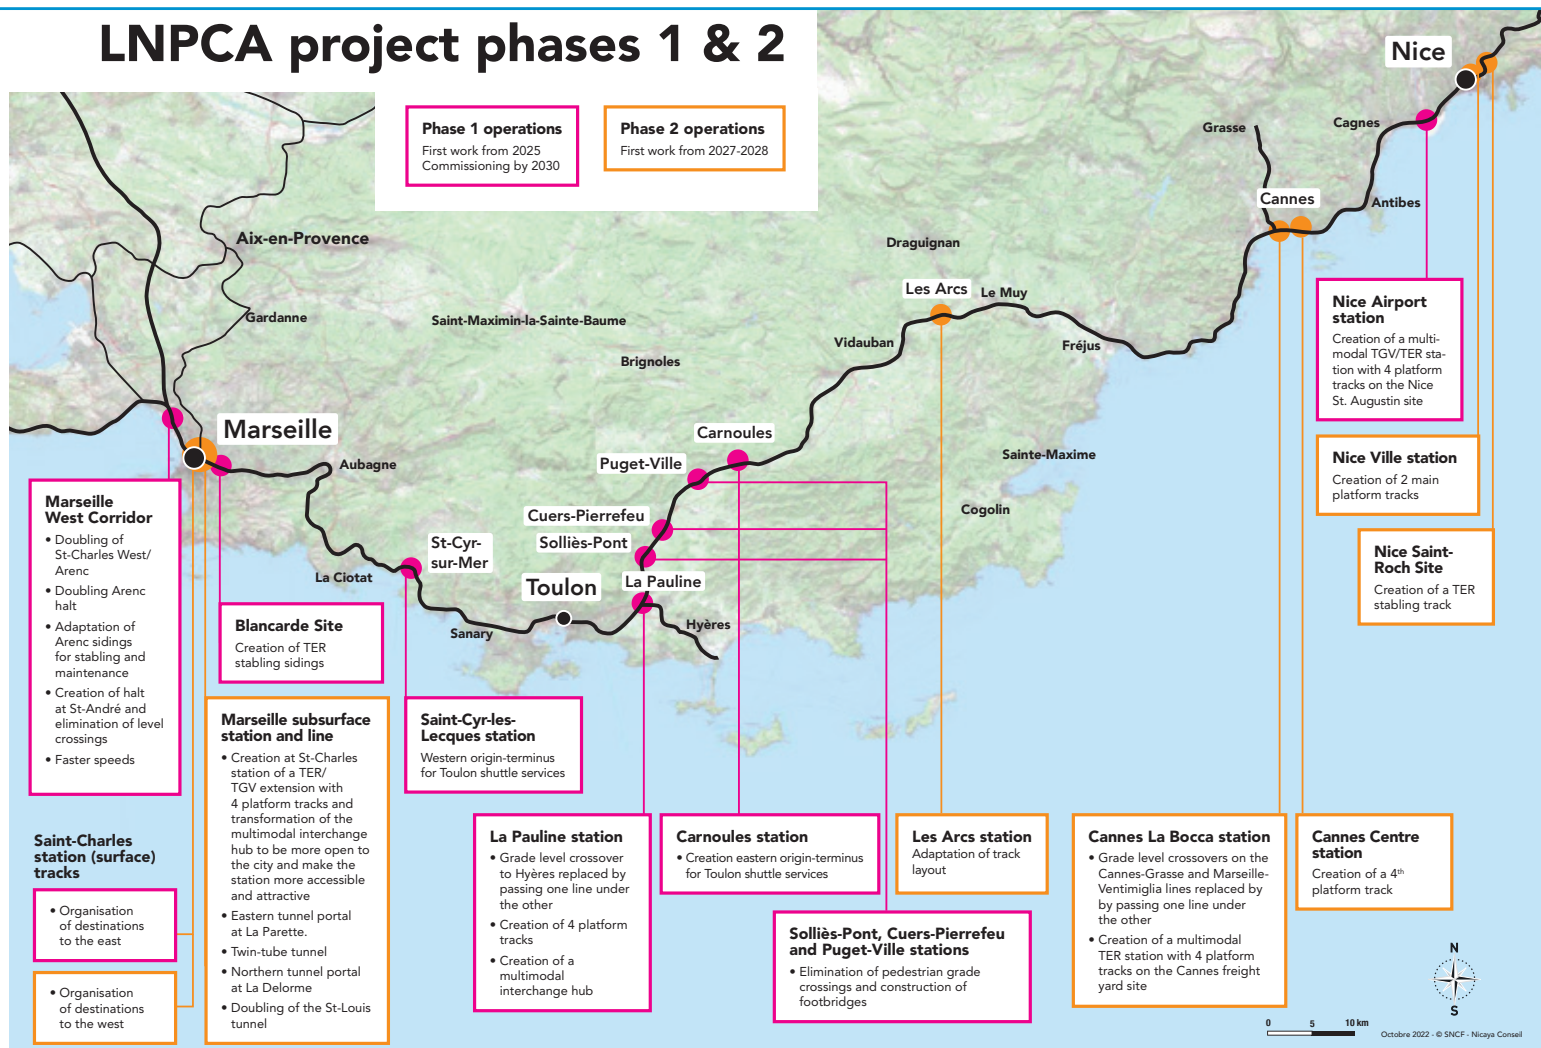 LNPCA project phases 1 & 2
Phase 1 operations
First work from 2025
Commissioning by 2030
Phase 2 operations
First work from 2027-2028
Nice
Grasse
Cagnes
Cannes
Antibes
Aix-en-Provence
Draguignan
Les Arcs
Le Muy
Gardanne
Saint-Maximin-la-Sainte-Baume
Vidauban
Fréjus
Brignoles
Marseille
Carnoules
Aubagne
Puget-Ville
Sainte-Maxime
Cuers-Pierrefeu
Cogolin
Solliès-Pont
St-Cyr-
sur-Mer
La Ciotat
Toulon
La Pauline
Sanary
Hyères
Nice Airport
station
Creation of a multi-
modal TGV/TER sta-
tion with 4 platform
tracks on the Nice
St. Augustin site
Nice Ville station
Creation of 2 main
platform tracks
Nice Saint-
Roch Site
Creation of a TER
stabling track
Marseille
West Corridor
• Doubling of
St-Charles West/
Arenc
• Doubling Arenc
halt
• Adaptation of
Arenc sidings
for stabling and
maintenance
• Creation of halt
at St-André and
elimination of level
crossings
• Faster speeds
Blancarde Site
Creation of TER
stabling sidings
Saint-Charles
station (surface)
tracks
• Organisation
of destinations
to the east
• Organisation
of destinations
to the west
Marseille subsurface
station and line
• Creation at St-Charles
station of a TER/
TGV extension with
4 platform tracks and
transformation of the
multimodal interchange
hub to be more open to
the city and make the
station more accessible
and attractive
• Eastern tunnel portal
at La Parette.
• Twin-tube tunnel
• Northern tunnel portal
at La Delorme
• Doubling of the St-Louis
tunnel
Saint-Cyr-les-
Lecques station
Western origin-terminus
for Toulon shuttle services
La Pauline station
• Grade level crossover
to Hyères replaced by
passing one line under
the other
• Creation of 4 platform
tracks
• Creation of a
multimodal
interchange hub
Carnoules station
• Creation eastern origin-terminus
for Toulon shuttle services
Solliès-Pont, Cuers-Pierrefeu
and Puget-Ville stations
• Elimination of pedestrian grade
crossings and construction of
footbridges
Les Arcs station
Adaptation of track
layout
Cannes La Bocca station
• Grade level crossovers on the
Cannes-Grasse and Marseille-
Ventimiglia lines replaced by
by passing one line under
the other
• Creation of a multimodal
TER station with 4 platform
tracks on the Cannes freight
yard site
Cannes Centre
station
Creation of a 4th
platform track
N
S
0 5 10 km
Octobre 2022 - © SNCF - Nicaya Conseil